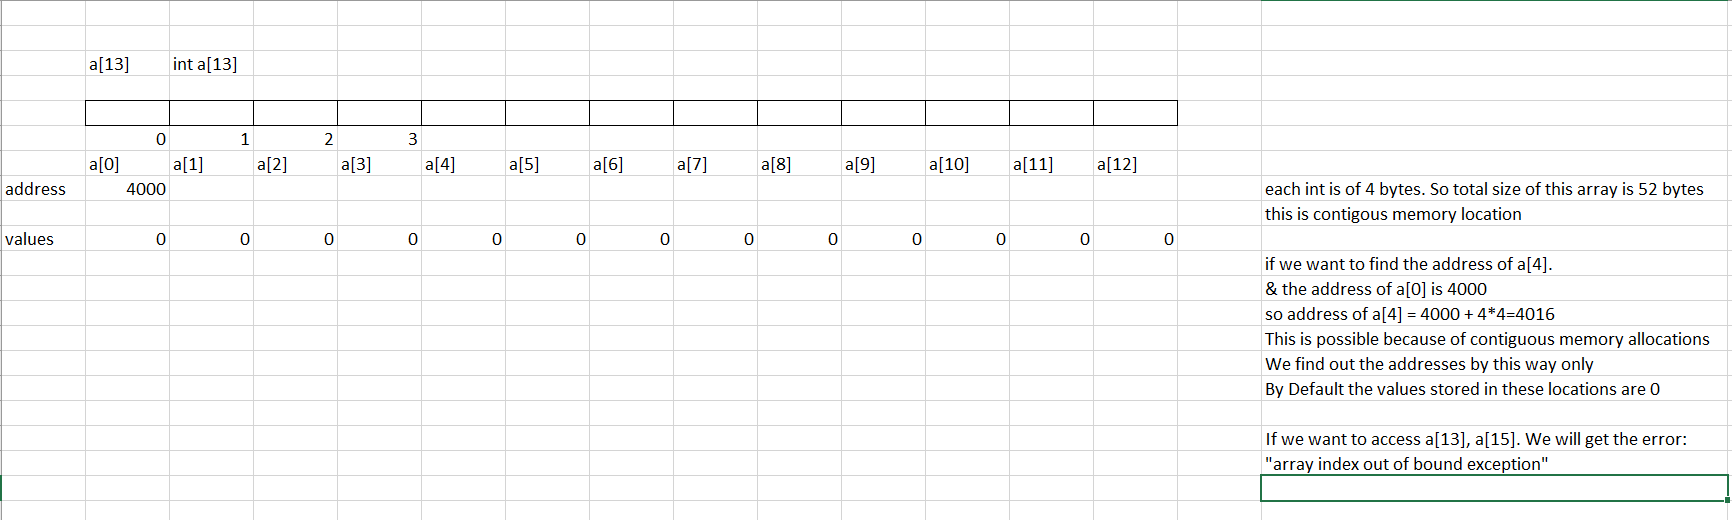 a[13] int a[13]
0 1 2 3
a[0] a[1] a[2] a[3] a[4] a[5] a[6] a[7] a[8] a[9] a[10] a[11] a[12]
address 4000 each int is of 4 bytes. So total size of this array is 52 bytes
this is contigous memory location
values 0 0 0 0 0 0 0 0 0 0 0 0 0
if we want to find the address of a[4].
& the address of a[0] is 4000
so address of a[4] = 4000 + 4*4=4016
This is possible because of contiguous memory allocations
We find out the addresses by this way only
By Default the values stored in these locations are 0
If we want to access a[13], a[15]. We will get the error:
"array index out of bound exception"